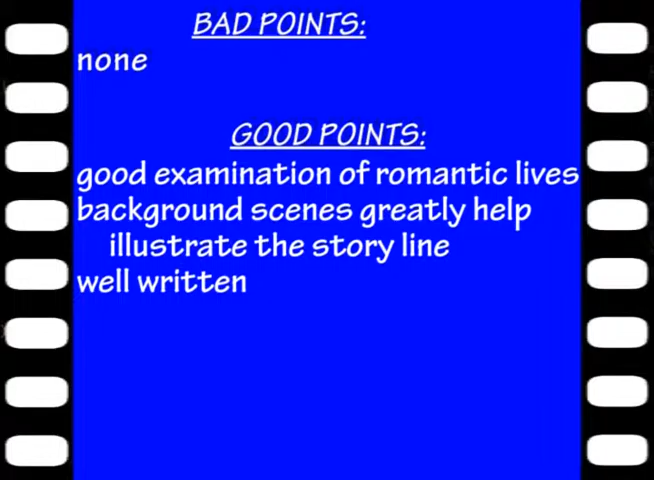 BAD POINTS:
none
GOOD POINTS:
good examination of romantic lives
background scenes greatly help
illustrate the story line
well written